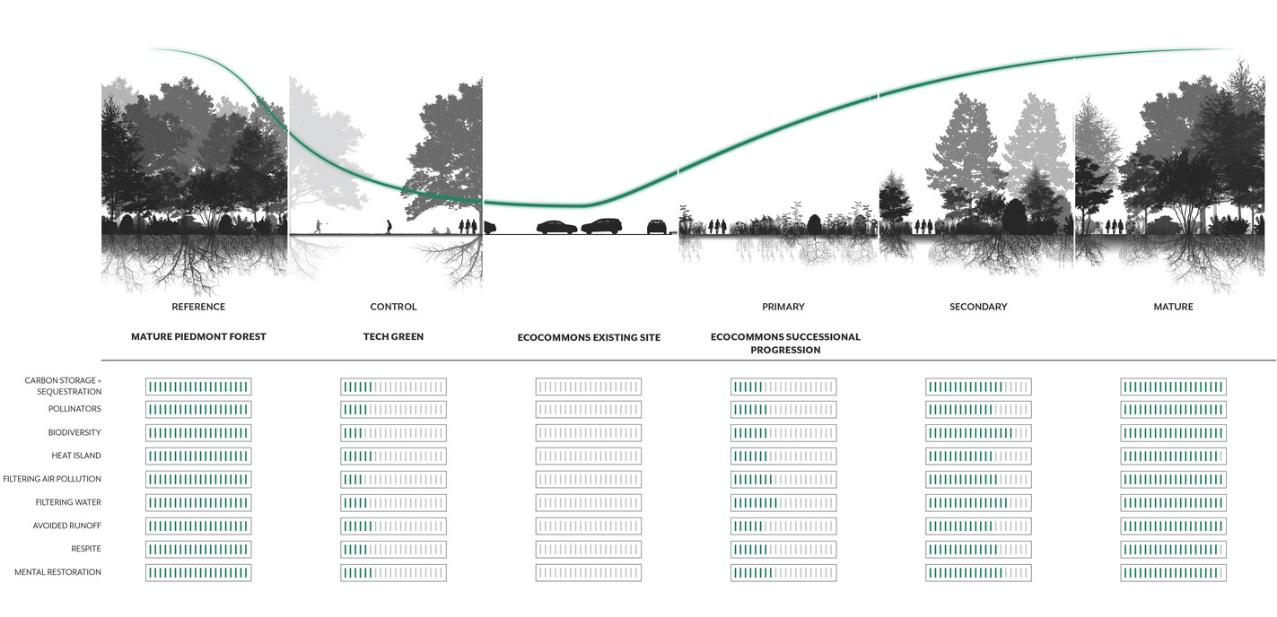 REFERENCE
CONTROL
PRIMARY
SECONDARY
MATURE
MATURE PIEDMONT FOREST
TECH GREEN
ECOCOMMONS EXISTING SITE
ECOCOMMONS SUCCESSIONAL
PROGRESSION
CARBON STORAGE +
SEQUESTRATION
POLLINATORS
BIODIVERSITY
HEAT ISLAND
FILTERING AIR POLLUTION
FILTERING WATER
AVOIDED RUNOFF
RESPITE
MENTAL RESTORATION